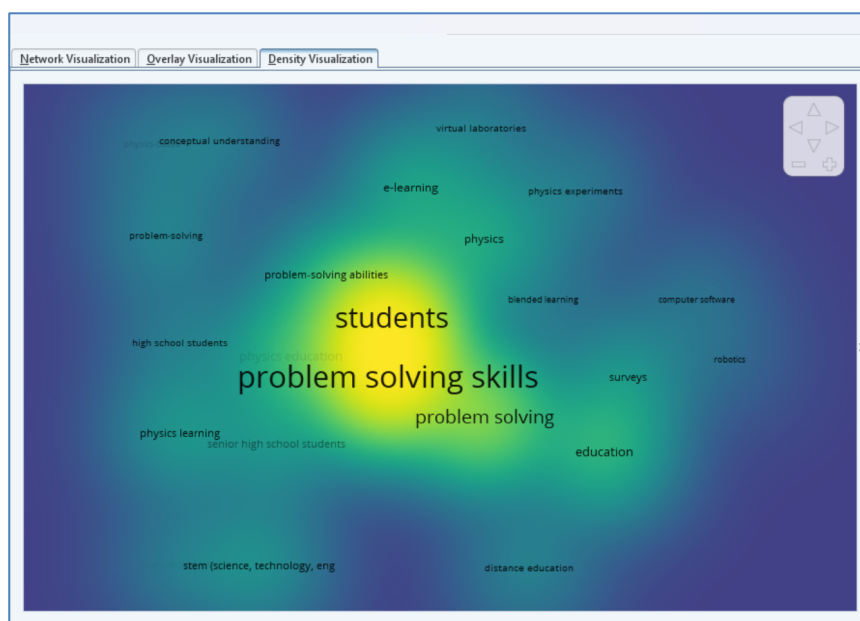 Network Visualization Overlay Visualization Density Visualization
virtual laboratories
conceptual understanding
e-learning
physics experiments
problem-solving
physics
problem-solving abilities
blended learning
computer software
students
high school students
physics education
robotics
problem solving skills
surveys
problem solving
physics learning
senior high school students
education
stem (science, technology, eng
distance education